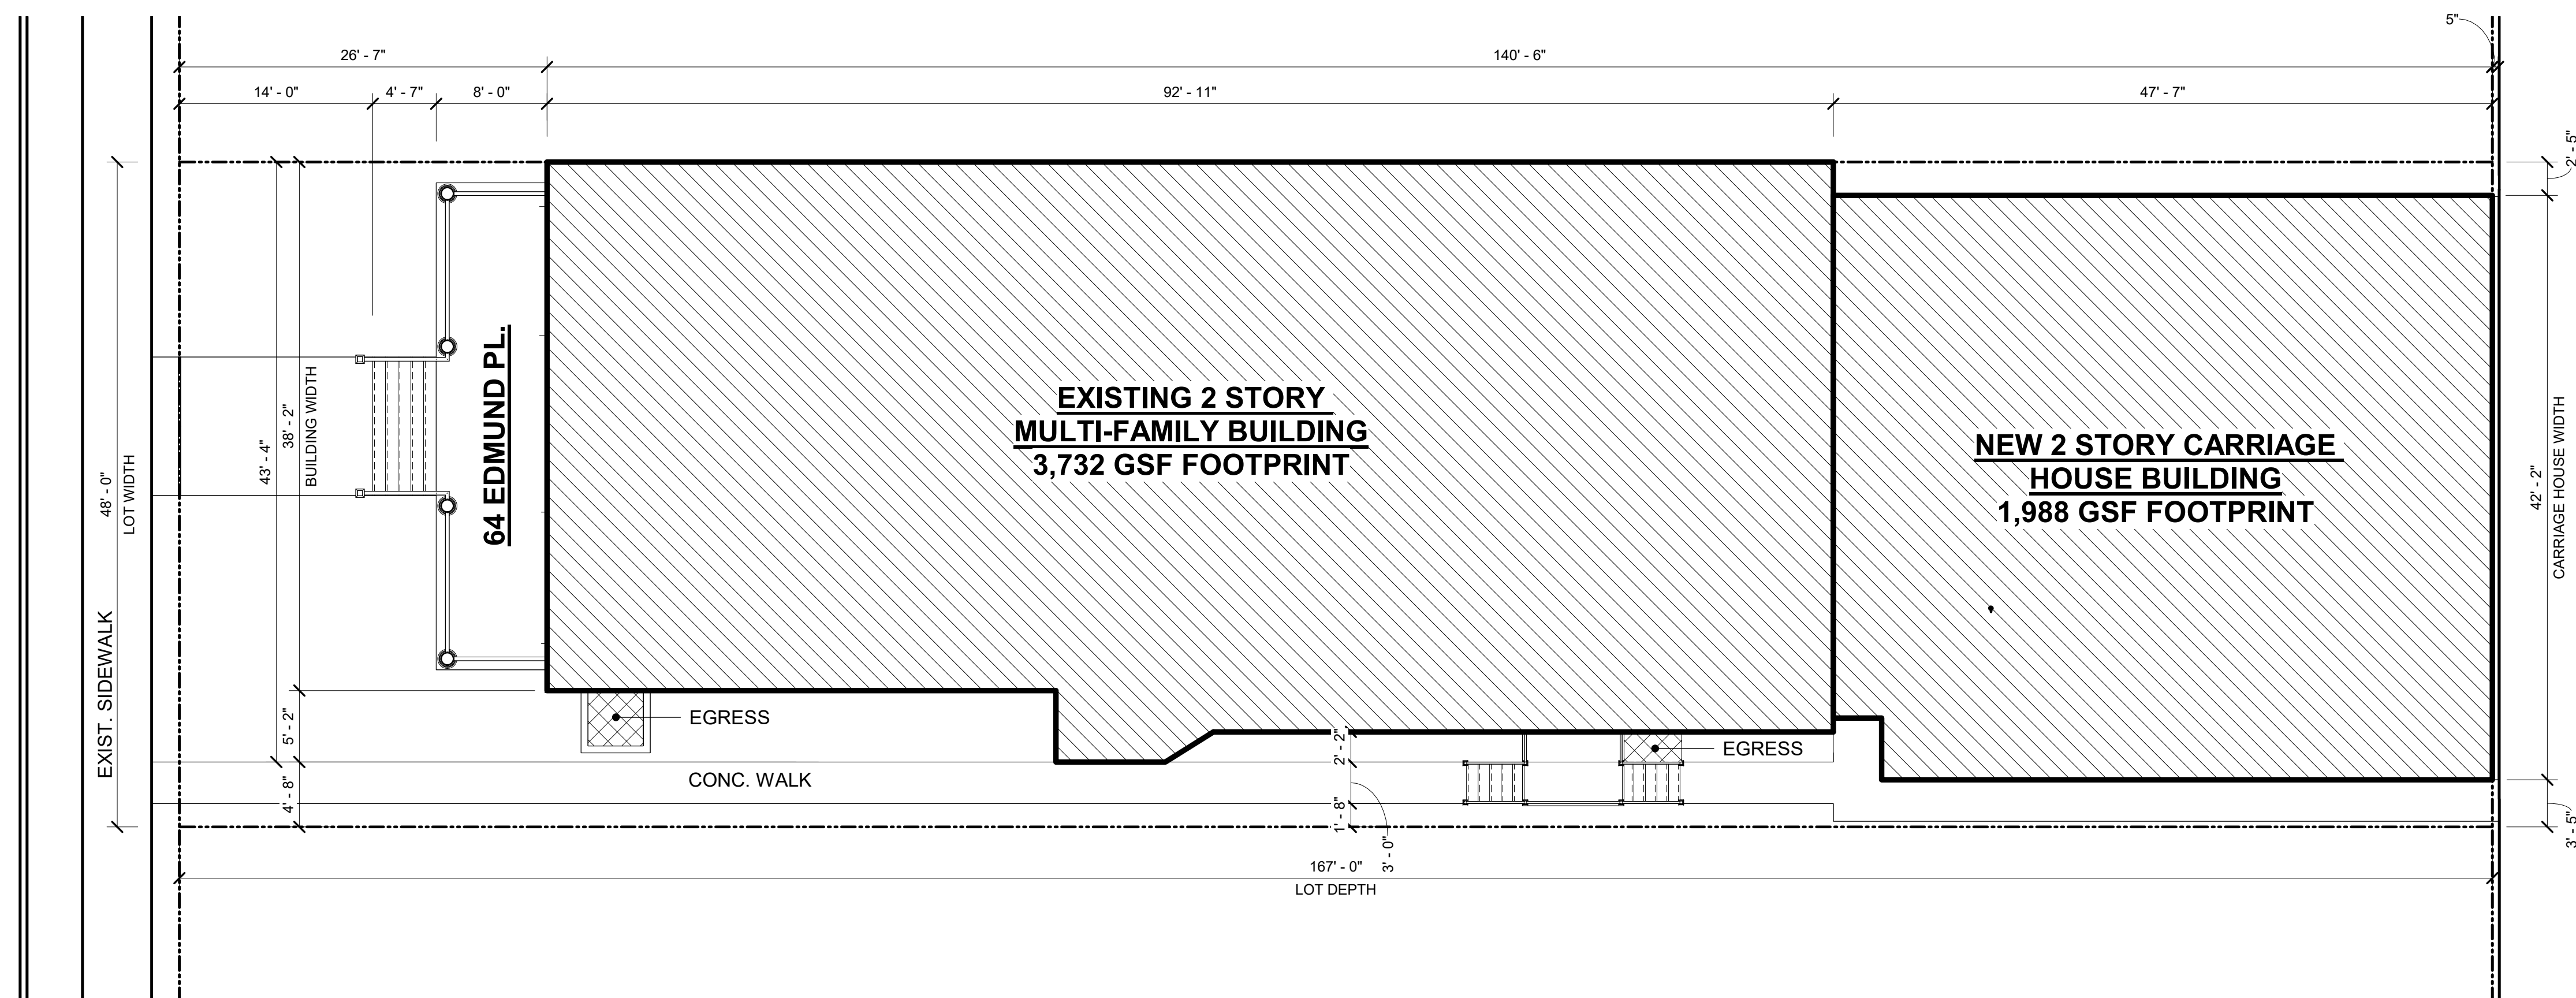 5"
26' - 7"
140' - 6"
14' - 0"
4' - 7"
8' - 0"
92' - 11"
47' - 7"
2' - 5"
48' - 0"
LOT WIDTH
EXIST. SIDEWALK
43' - 4"
38' - 2"
BUILDING WIDTH
5' - 2"
4' - 8"
64 EDMUND PL.
EXISTING 2 STORY
MULTI-FAMILY BUILDING
3,732 GSF FOOTPRINT
NEW 2 STORY CARRIAGE
HOUSE BUILDING
1,988 GSF FOOTPRINT
42' - 2"
CARRIAGE HOUSE WIDTH
EGRESS
2' - 2"
EGRESS
CONC. WALK
1' - 8"
3' - 0"
3' - 5"
167' - 0"
LOT DEPTH